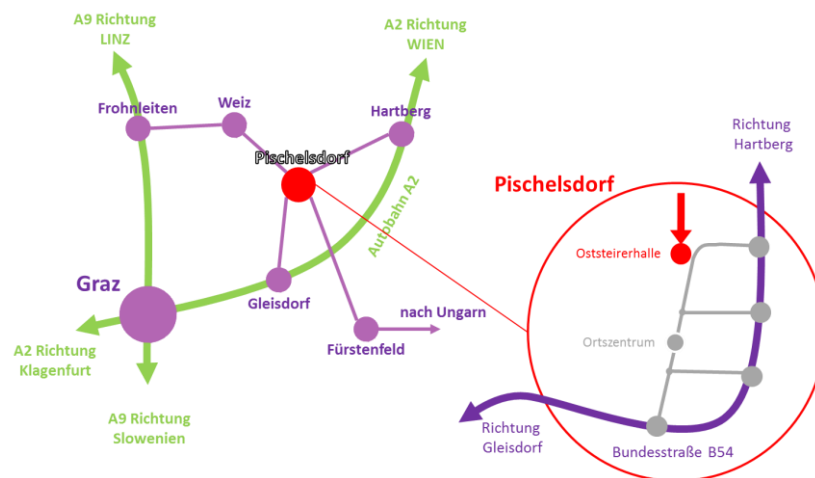 A9 Richtung
LINZ
A2 Richtung
WIEN
Frohnleiten
Weiz
Hartberg
Pischelsdorf
Autobahn A2
Graz
Gleisdorf
nach Ungarn
Fürstenfeld
A2 Richtung
Klagenfurt
A9 Richtung
Slowenien
Richtung
Hartberg
Pischelsdorf
Oststeirerhalle
Ortszentrum
Richtung
Gleisdorf
Bundesstraße B54